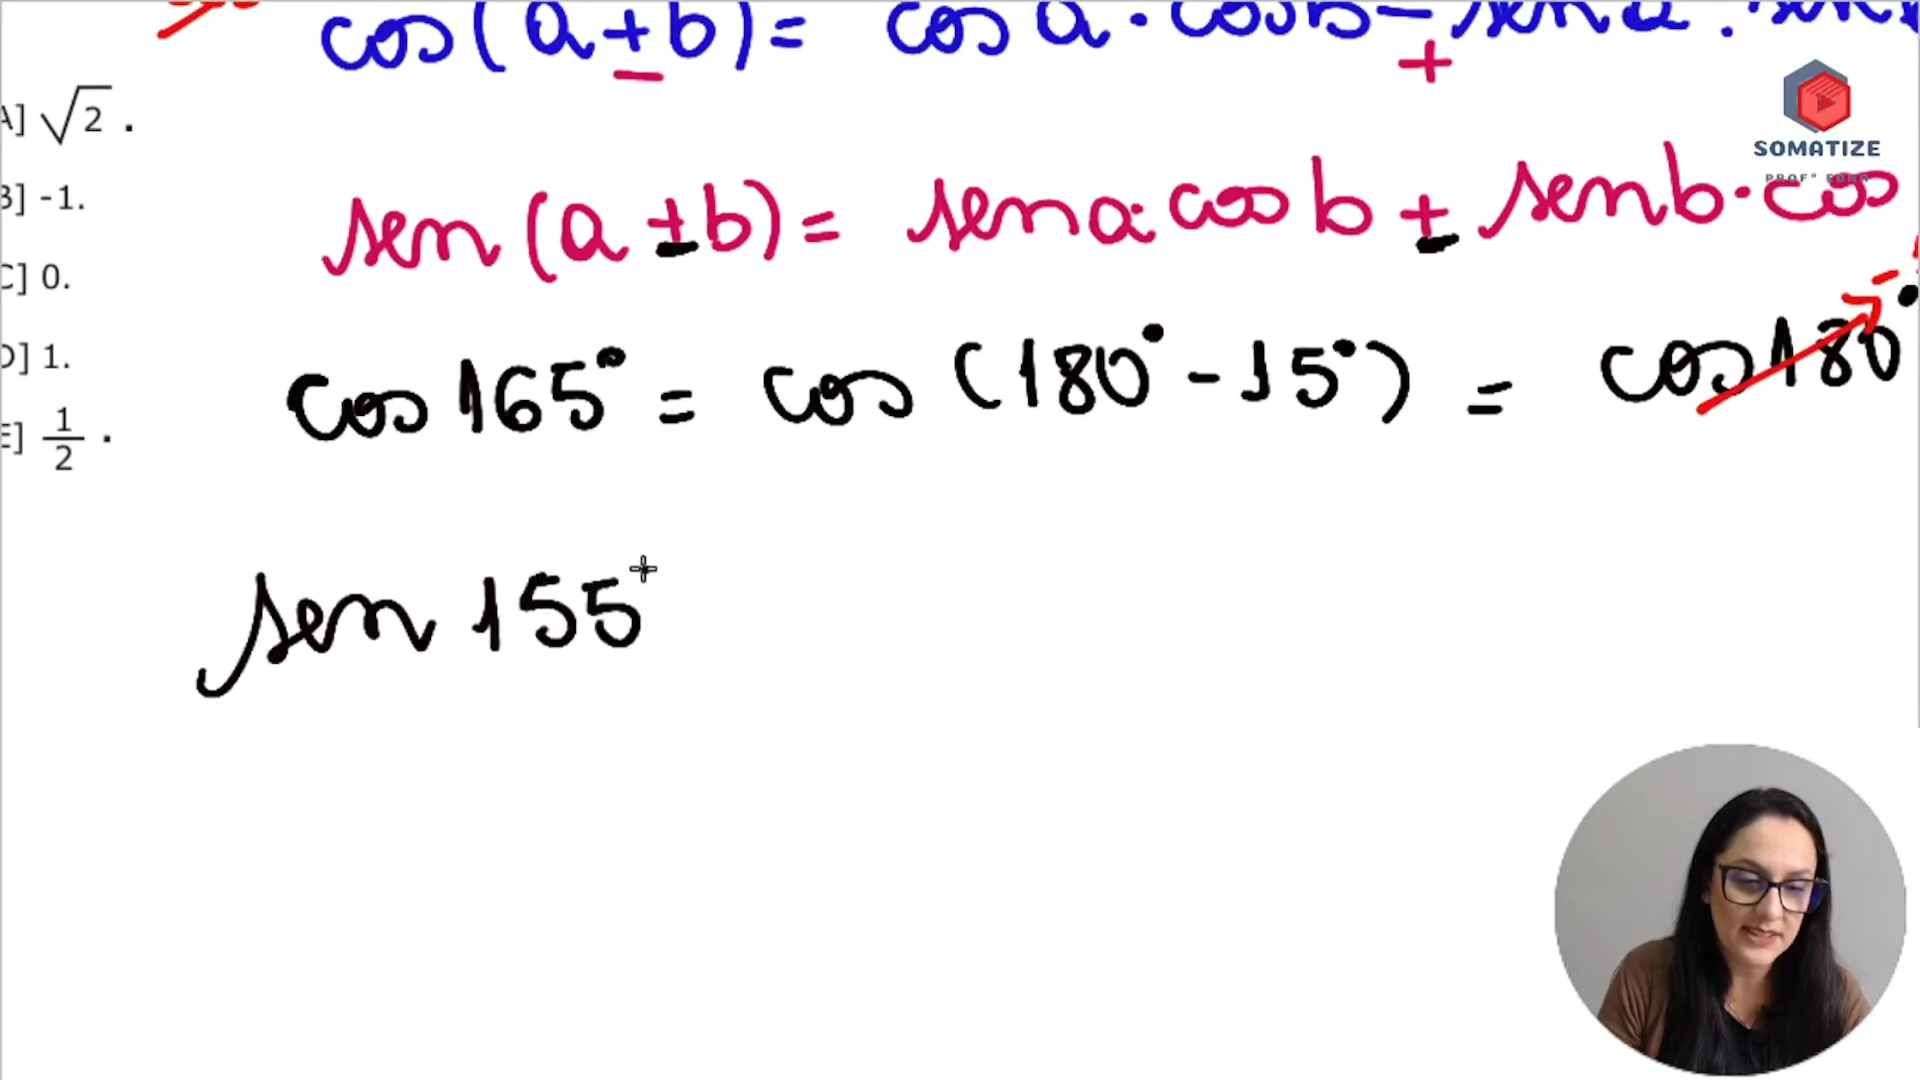 cos(a±b)= cos a·cos b - sen a·
+
A] √2 .
SOMATIZE
B] -1.
sen(a±b)= sen a·cos b ± sen b·cos
C] 0.
D] 1.
cos 165° = cos (180° - 15°) = cos 180°
E] 1/2 .
sen 155